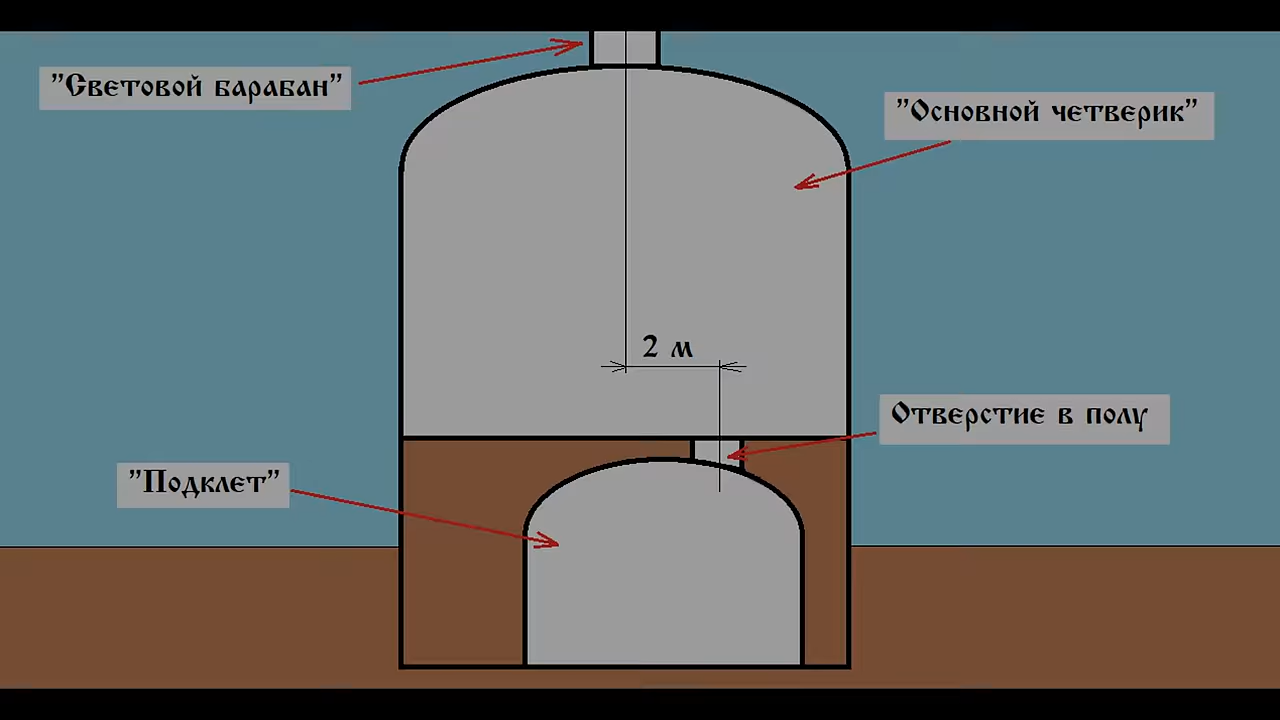 "Световой барабан"
"Основной четверик"
2 м
Отверстие в полу
"Подклет"